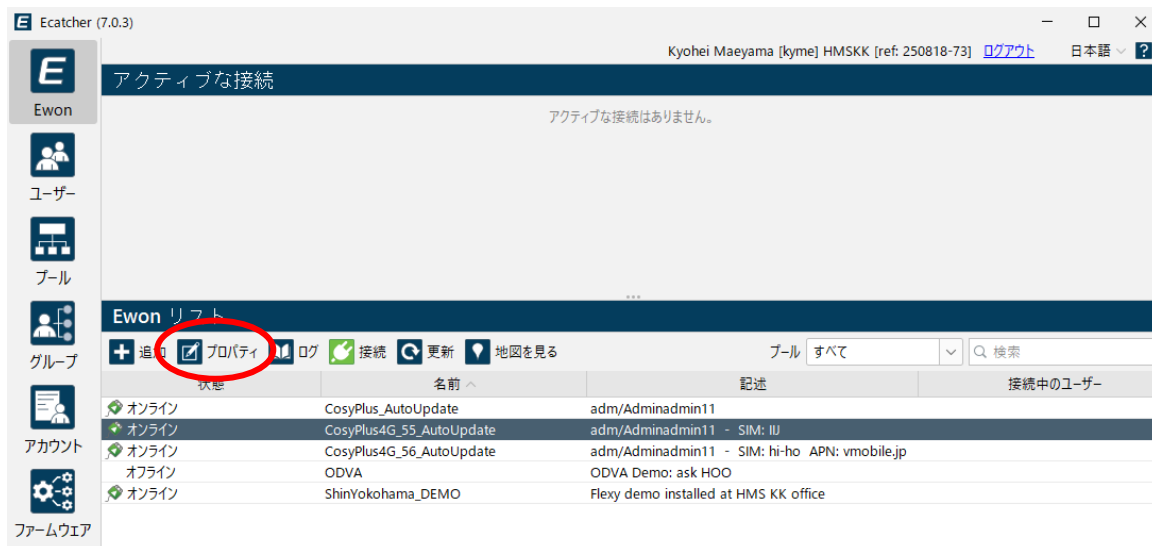 Ecatcher (7.0.3)
Kyohei Maeyama [kyme] HMSKK [ref: 250818-73] ログアウト 日本語 ?
Ewon
アクティブな接続
アクティブな接続はありません。
ユーザー
プール
グループ
アカウント
ファームウェア
Ewon リスト
追加 プロパティ ログ 接続 更新 地図を見る プール すべて 検索
状態 名前 記述 接続中のユーザー
オンライン CosyPlus_AutoUpdate adm/Adminadmin11
オンライン CosyPlus4G_55_AutoUpdate adm/Adminadmin11 - SIM: IIJ
オンライン CosyPlus4G_56_AutoUpdate adm/Adminadmin11 - SIM: hi-ho APN: vmobile.jp
オフライン ODVA ODVA Demo: ask HOO
オンライン ShinYokohama_DEMO Flexy demo installed at HMS KK office